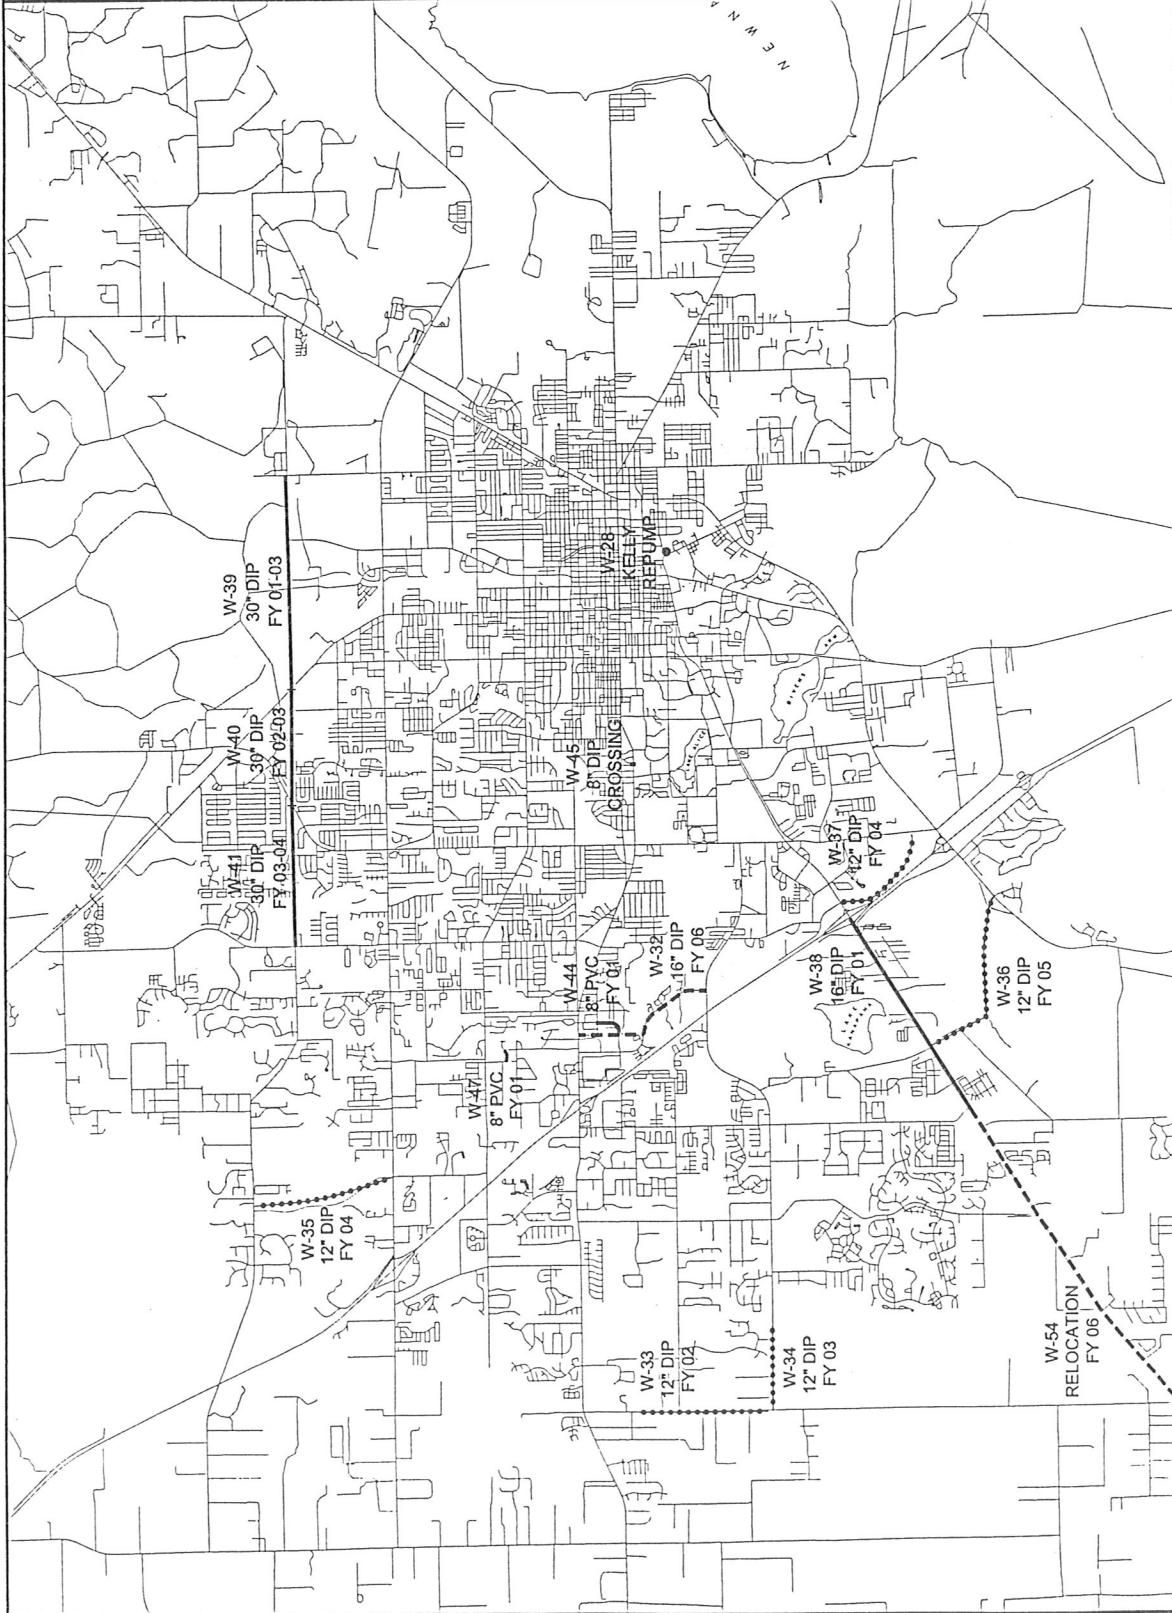 NEWNA
W-39
30" DIP
FY 01-03
W-40
30" DIP
FY 02-03
W-41
30" DIP
FY 03-04
W-28
KELLY
REPUMP
W-45
8" DIP
CROSSING
W-37
12" DIP
FY 04
W-44
8" PVC
FY 01
W-32
16" DIP
FY 06
W-38
16" DIP
FY 01
W-36
12" DIP
FY 05
W-47
8" PVC
FY 01
W-35
12" DIP
FY 04
W-33
12" DIP
FY 02
W-34
12" DIP
FY 03
W-54
RELOCATION
FY 06